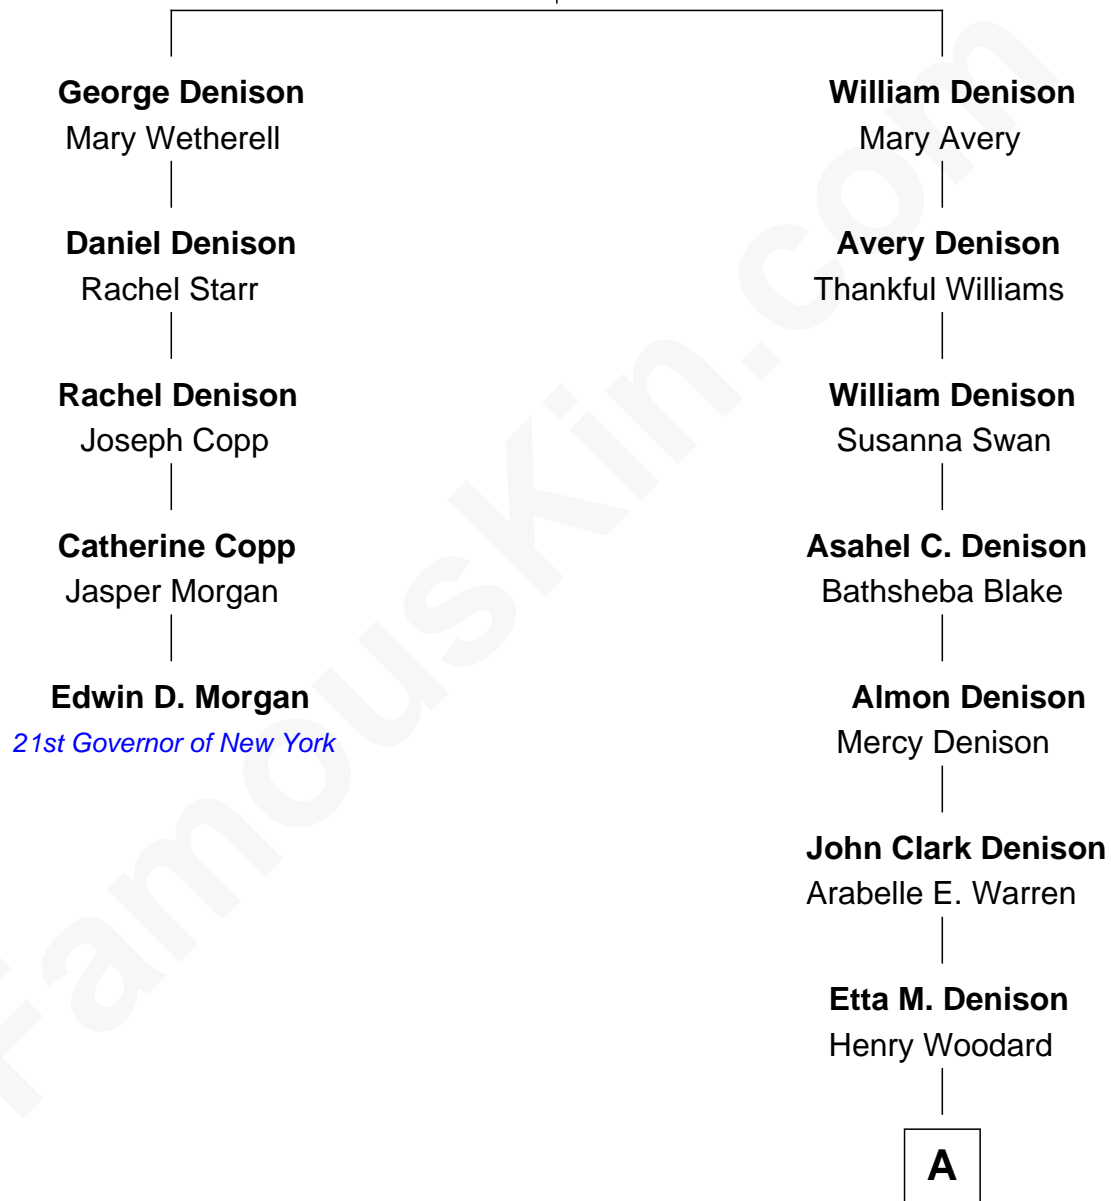 George Denison
Mary Wetherell
Daniel Denison
Rachel Starr
Rachel Denison
Joseph Copp
Catherine Copp
Jasper Morgan
Edwin D. Morgan
21st Governor of New York
William Denison
Mary Avery
Avery Denison
Thankful Williams
William Denison
Susanna Swan
Asahel C. Denison
Bathsheba Blake
Almon Denison
Mercy Denison
John Clark Denison
Arabelle E. Warren
Etta M. Denison
Henry Woodard
A
FamousKin.com